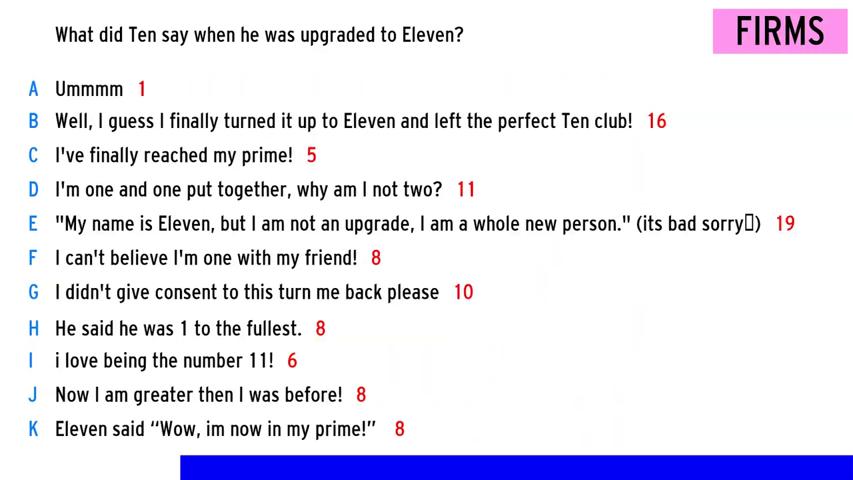 What did Ten say when he was upgraded to Eleven?
FIRMS
A Ummmm 1
B Well, I guess I finally turned it up to Eleven and left the perfect Ten club! 16
C I've finally reached my prime! 5
D I'm one and one put together, why am I not two? 11
E "My name is Eleven, but I am not an upgrade, I am a whole new person." (its bad sorry▯) 19
F I can't believe I'm one with my friend! 8
G I didn't give consent to this turn me back please 10
H He said he was 1 to the fullest. 8
I i love being the number 11! 6
J Now I am greater then I was before! 8
K Eleven said “Wow, im now in my prime!” 8